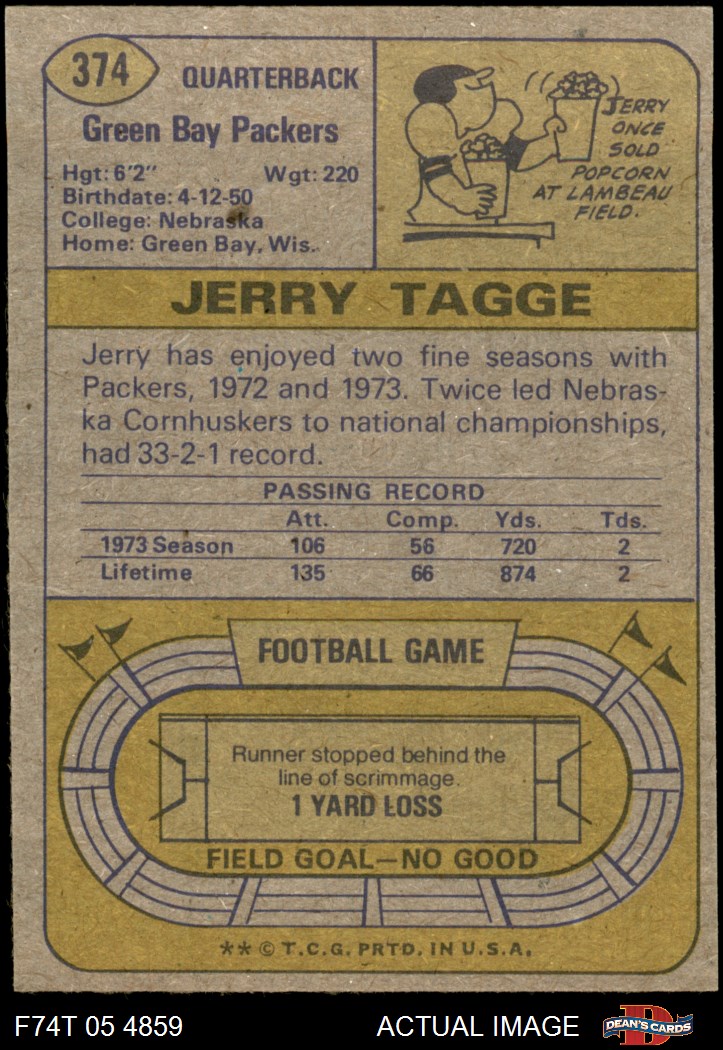 374
QUARTERBACK
Green Bay Packers
Hgt: 6'2" Wgt: 220
Birthdate: 4-12-50
College: Nebraska
Home: Green Bay, Wis.
JERRY
ONCE
SOLD
POPCORN
AT LAMBEAU
FIELD.
JERRY TAGGE
Jerry has enjoyed two fine seasons with
Packers, 1972 and 1973. Twice led Nebras-
ka Cornhuskers to national championships,
had 33-2-1 record.
PASSING RECORD
Att. Comp. Yds. Tds.
1973 Season 106 56 720 2
Lifetime 135 66 874 2
FOOTBALL GAME
Runner stopped behind the
line of scrimmage.
1 YARD LOSS
FIELD GOAL—NO GOOD
** © T.C.G. PRTD. IN U.S.A.
F74T 05 4859 ACTUAL IMAGE D DEAN'S CARDS